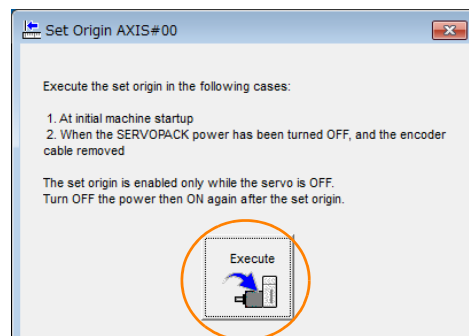 Set Origin AXIS#00
Execute the set origin in the following cases:
1. At initial machine startup
2. When the SERVOPACK power has been turned OFF, and the encoder
cable removed
The set origin is enabled only while the servo is OFF.
Turn OFF the power then ON again after the set origin.
Execute